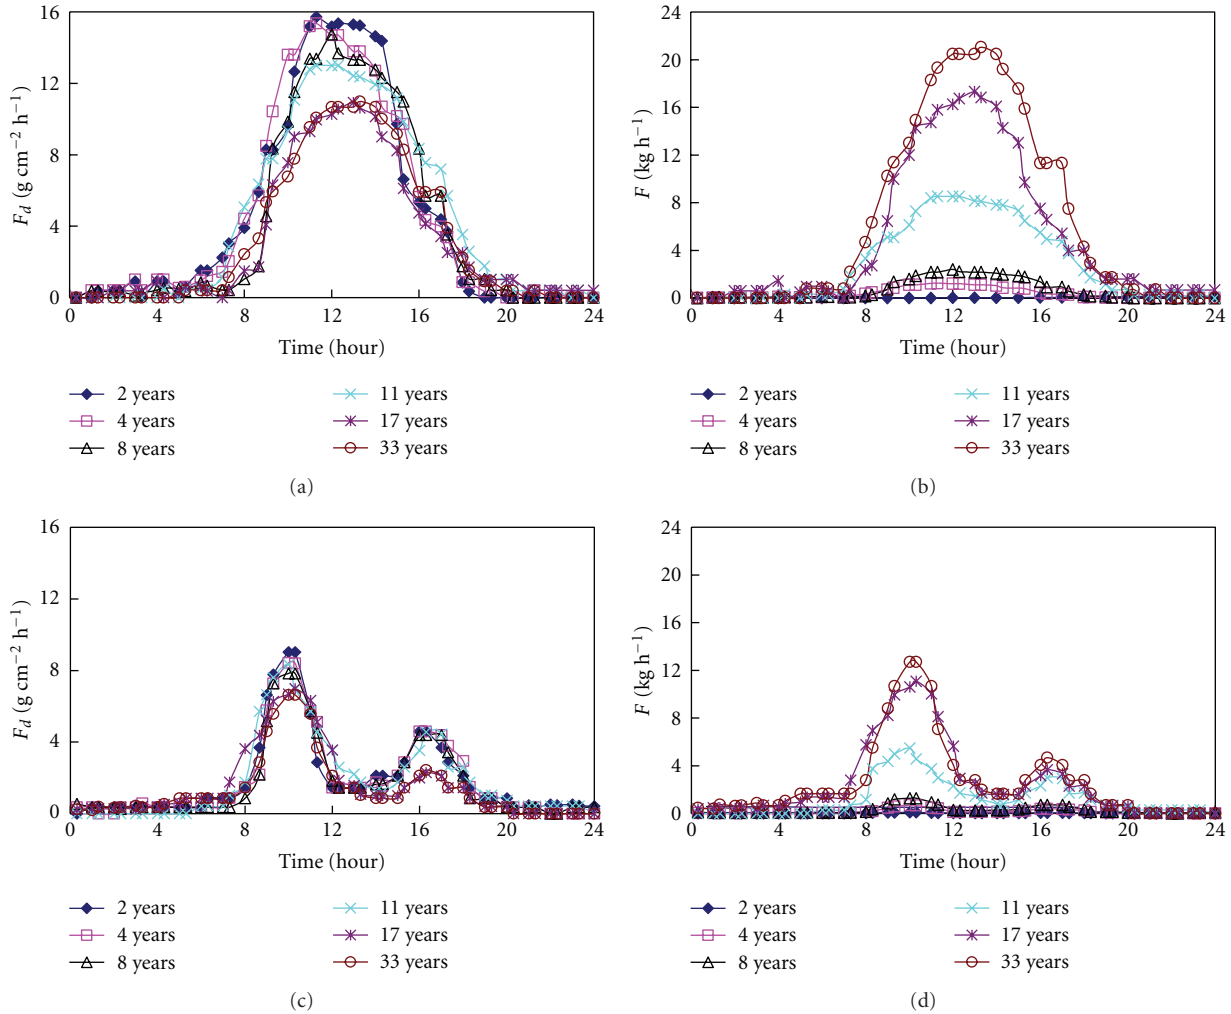 16
12
8
4
0
F_d (g cm−2 h−1)
0 4 8 12 16 20 24
Time (hour)
2 years
4 years
8 years
11 years
17 years
33 years
(a)
24
20
16
12
8
4
0
F (kg h−1)
0 4 8 12 16 20 24
Time (hour)
2 years
4 years
8 years
11 years
17 years
33 years
(b)
16
12
8
4
0
F_d (g cm−2 h−1)
0 4 8 12 16 20 24
Time (hour)
2 years
4 years
8 years
11 years
17 years
33 years
(c)
24
20
16
12
8
4
0
F (kg h−1)
0 4 8 12 16 20 24
Time (hour)
2 years
4 years
8 years
11 years
17 years
33 years
(d)